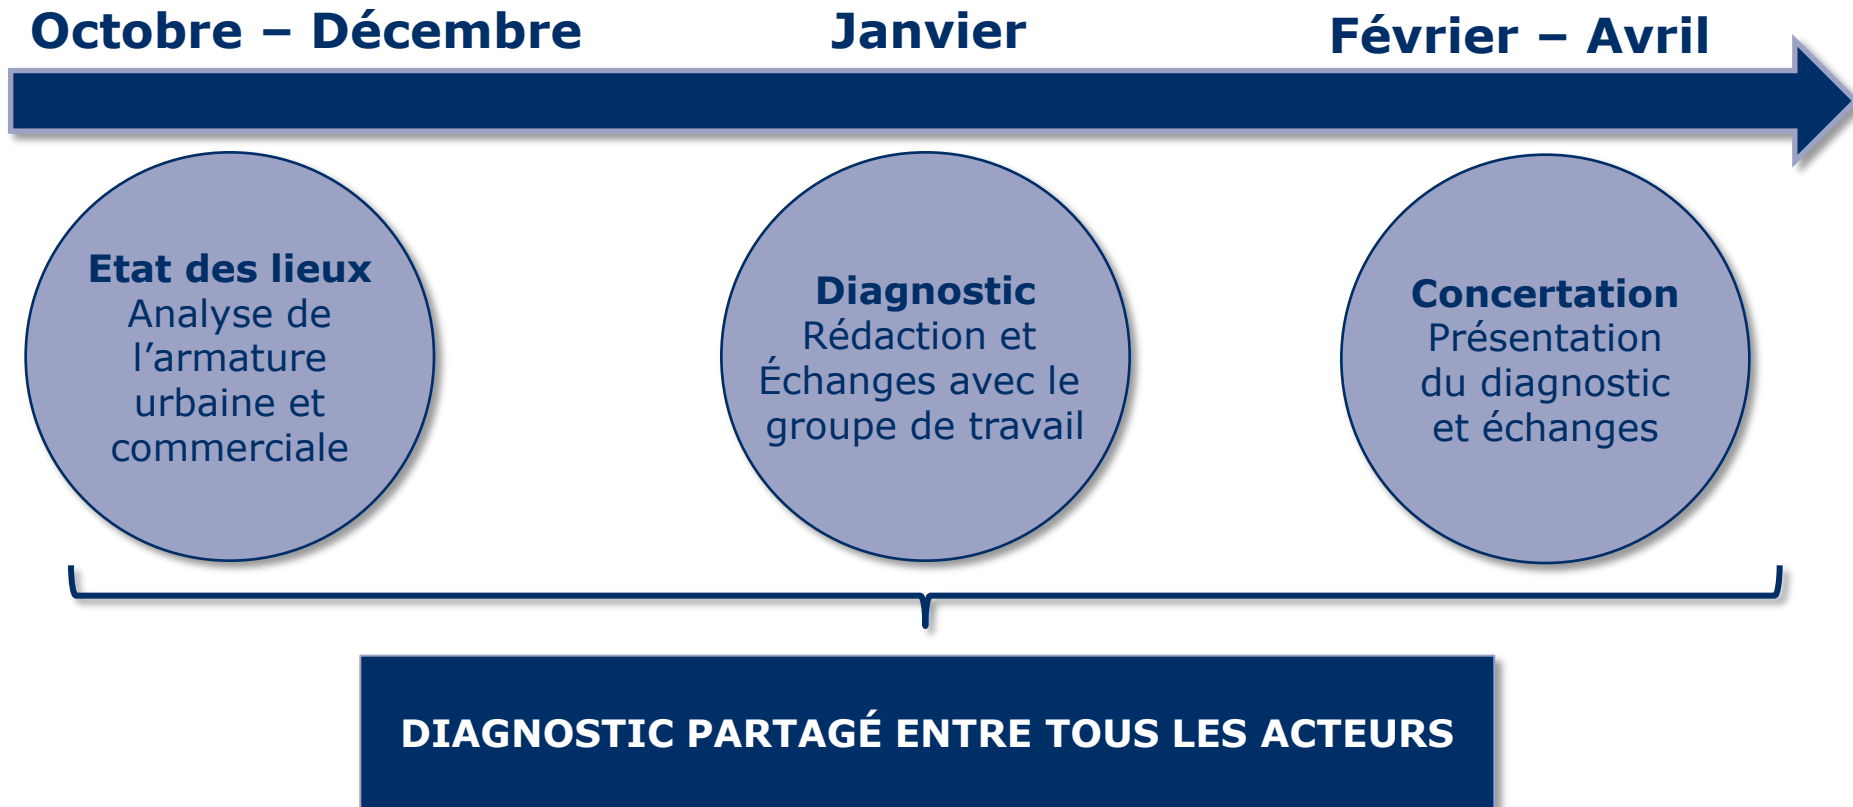 Octobre – Décembre
Janvier
Février – Avril
Etat des lieux
Analyse de
l’armature
urbaine et
commerciale
Diagnostic
Rédaction et
Échanges avec le
groupe de travail
Concertation
Présentation
du diagnostic
et échanges
DIAGNOSTIC PARTAGÉ ENTRE TOUS LES ACTEURS